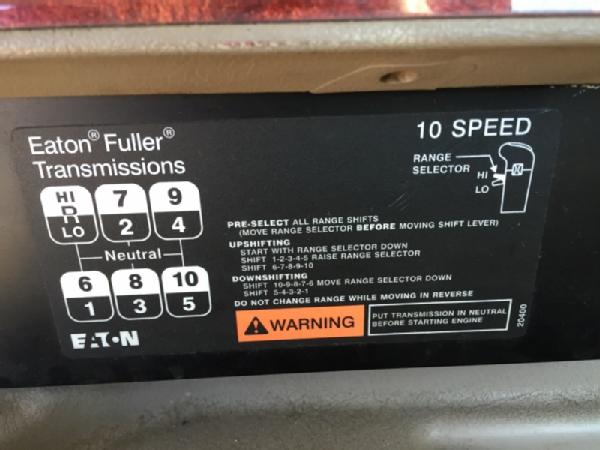 Eaton® Fuller®
Transmissions
10 SPEED
RANGE
SELECTOR
HI
LO
HI
R
LO
7
2
9
4
Neutral
6
1
8
3
10
5
PRE-SELECT ALL RANGE SHIFTS
(MOVE RANGE SELECTOR BEFORE MOVING SHIFT LEVER)
UPSHIFTING
START WITH RANGE SELECTOR DOWN
SHIFT 1-2-3-4-5 RAISE RANGE SELECTOR
SHIFT 6-7-8-9-10
DOWNSHIFTING
SHIFT 10-9-8-7-6 MOVE RANGE SELECTOR DOWN
SHIFT 5-4-3-2-1
DO NOT CHANGE RANGE WHILE MOVING IN REVERSE
WARNING
PUT TRANSMISSION IN NEUTRAL
BEFORE STARTING ENGINE
20400
EATON